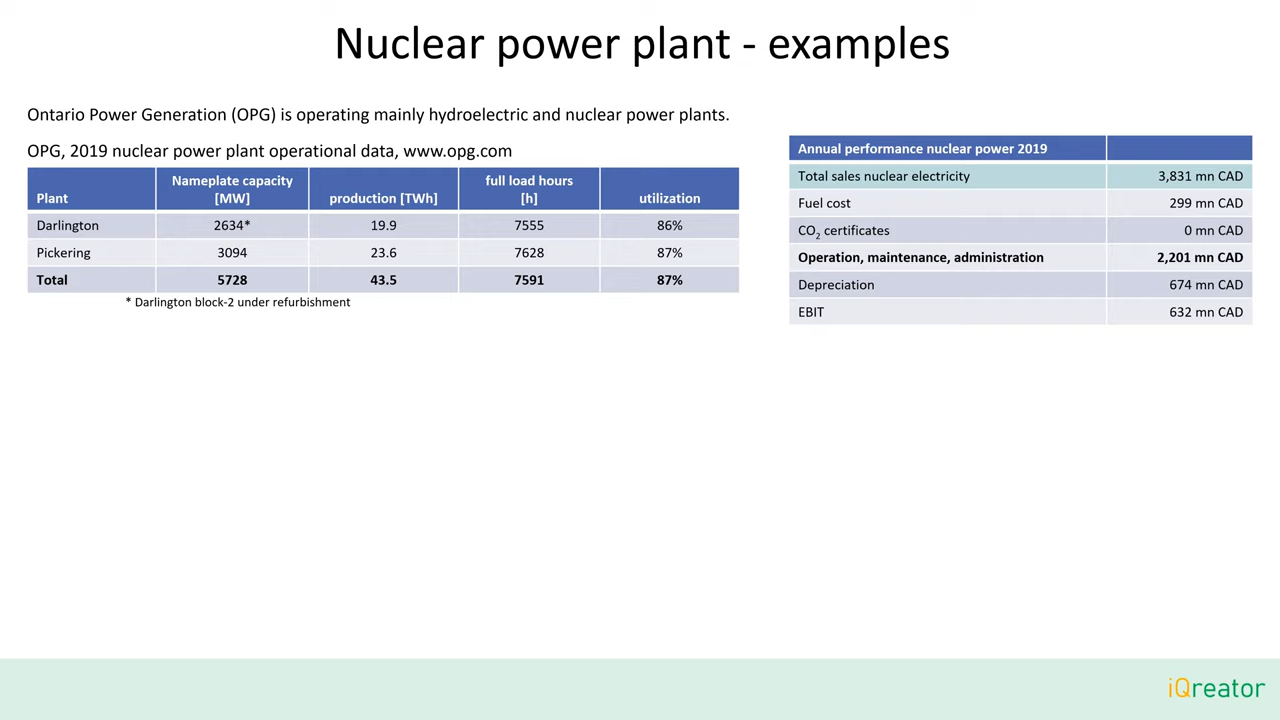 Nuclear power plant - examples
Ontario Power Generation (OPG) is operating mainly hydroelectric and nuclear power plants.
OPG, 2019 nuclear power plant operational data, www.opg.com
Plant Nameplate capacity [MW] production [TWh] full load hours [h] utilization
Darlington 2634* 19.9 7555 86%
Pickering 3094 23.6 7628 87%
Total 5728 43.5 7591 87%
* Darlington block-2 under refurbishment
Annual performance nuclear power 2019
Total sales nuclear electricity 3,831 mn CAD
Fuel cost 299 mn CAD
CO2 certificates 0 mn CAD
Operation, maintenance, administration 2,201 mn CAD
Depreciation 674 mn CAD
EBIT 632 mn CAD
iQreator